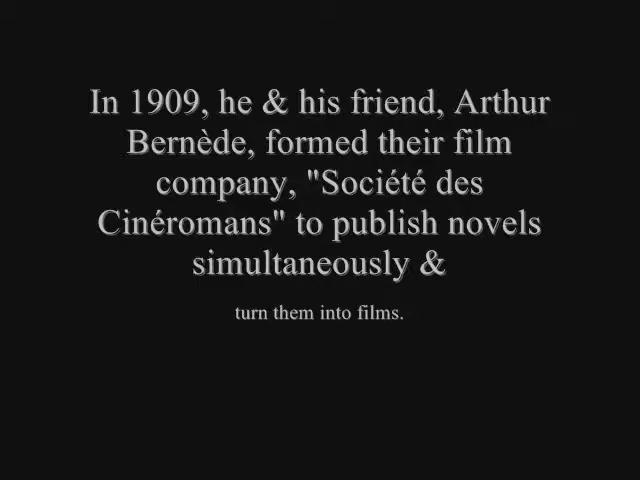 In 1909, he & his friend, Arthur
Bernède, formed their film
company, "Société des
Cinéromans" to publish novels
simultaneously &
turn them into films.